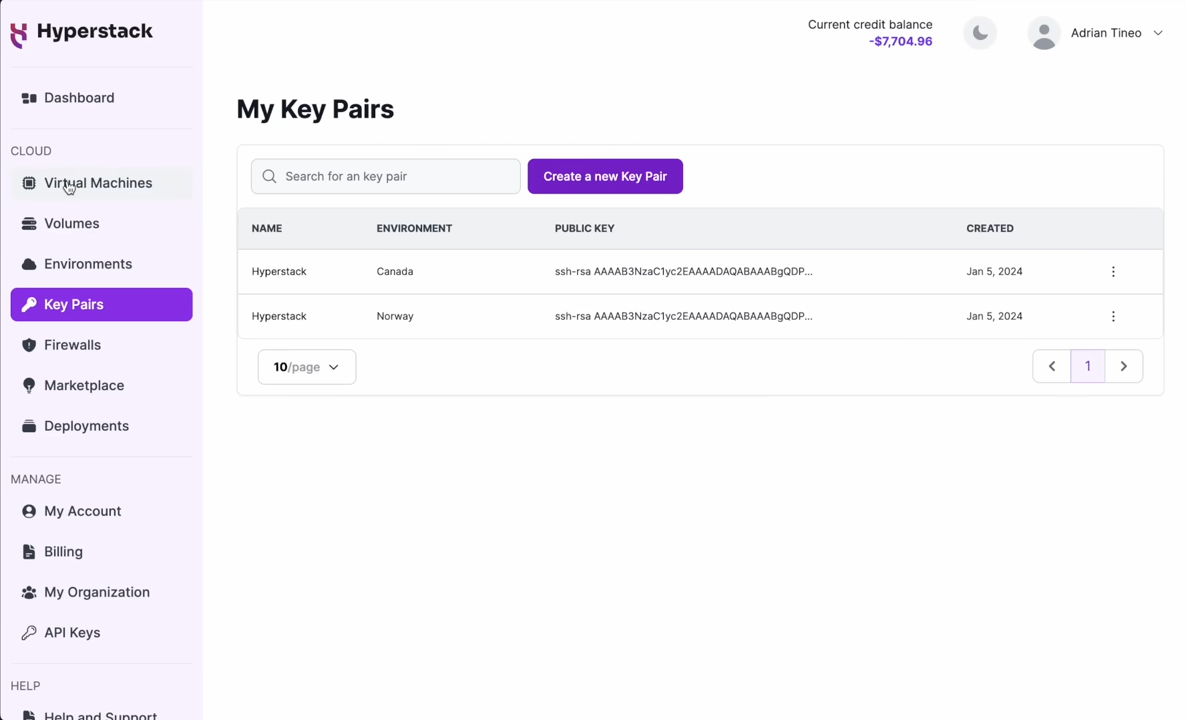 Hyperstack
Current credit balance
-$7,704.96
Adrian Tineo
Dashboard
CLOUD
Virtual Machines
Volumes
Environments
Key Pairs
Firewalls
Marketplace
Deployments
MANAGE
My Account
Billing
My Organization
API Keys
HELP
Help and Support
My Key Pairs
Search for an key pair
Create a new Key Pair
NAME ENVIRONMENT PUBLIC KEY CREATED
Hyperstack Canada ssh-rsa AAAAB3NzaC1yc2EAAAADAQABAAABgQDP... Jan 5, 2024
Hyperstack Norway ssh-rsa AAAAB3NzaC1yc2EAAAADAQABAAABgQDP... Jan 5, 2024
10/page
1